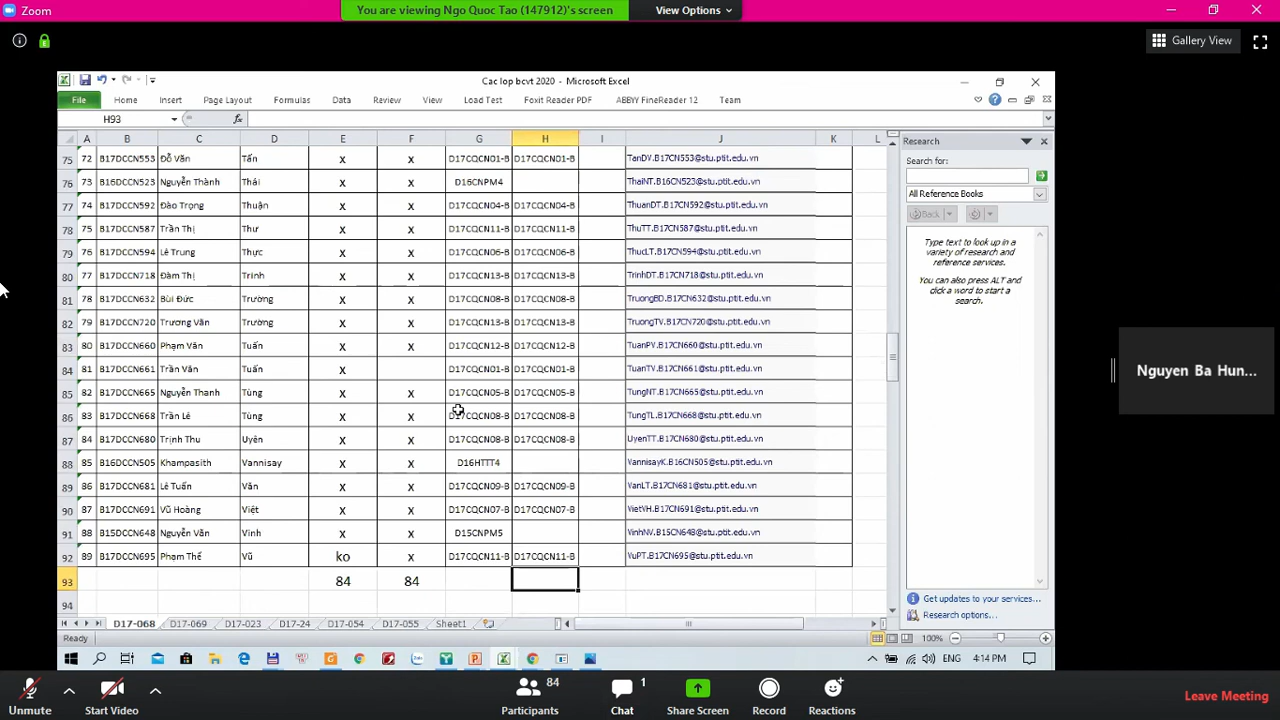 Zoom
You are viewing Ngo Quoc Tao (147912)'s screen
View Options
Gallery View
Cac lop bcvt 2020 - Microsoft Excel
File Home Insert Page Layout Formulas Data Review View Load Test Foxit Reader PDF ABBYY FineReader 12 Team
H93 fx
A B C D E F G H I J K L
75 72 B17DCCN553 Đỗ Văn Tấn x x D17CQCN01-B D17CQCN01-B TanDV.B17CN553@stu.ptit.edu.vn
76 73 B16DCCN523 Nguyễn Thành Thái x x D16CNPM4 ThaiNT.B16CN523@stu.ptit.edu.vn
77 74 B17DCCN592 Đào Trọng Thuận x x D17CQCN04-B D17CQCN04-B ThuanDT.B17CN592@stu.ptit.edu.vn
78 75 B17DCCN587 Trần Thị Thư x x D17CQCN11-B D17CQCN11-B ThuTT.B17CN587@stu.ptit.edu.vn
79 76 B17DCCN594 Lê Trung Thực x x D17CQCN06-B D17CQCN06-B ThucLT.B17CN594@stu.ptit.edu.vn
80 77 B17DCCN718 Đàm Thị Trinh x x D17CQCN13-B D17CQCN13-B TrinhDT.B17CN718@stu.ptit.edu.vn
81 78 B17DCCN632 Bùi Đức Trường x x D17CQCN08-B D17CQCN08-B TruongBD.B17CN632@stu.ptit.edu.vn
82 79 B17DCCN720 Trương Văn Trường x x D17CQCN13-B D17CQCN13-B TruongTV.B17CN720@stu.ptit.edu.vn
83 80 B17DCCN660 Phạm Văn Tuấn x x D17CQCN12-B D17CQCN12-B TuanPV.B17CN660@stu.ptit.edu.vn
84 81 B17DCCN661 Trần Văn Tuấn x D17CQCN01-B D17CQCN01-B TuanTV.B17CN661@stu.ptit.edu.vn
85 82 B17DCCN665 Nguyễn Thanh Tùng x x D17CQCN05-B D17CQCN05-B TungNT.B17CN665@stu.ptit.edu.vn
86 83 B17DCCN668 Trần Lê Tùng x x D17CQCN08-B D17CQCN08-B TungTL.B17CN668@stu.ptit.edu.vn
87 84 B17DCCN680 Trịnh Thu Uyên x x D17CQCN08-B D17CQCN08-B UyenTT.B17CN680@stu.ptit.edu.vn
88 85 B16DCCN505 Khampasith Vannisay x x D16HTTT4 VannisayK.B16CN505@stu.ptit.edu.vn
89 86 B17DCCN681 Lê Tuấn Văn x x D17CQCN09-B D17CQCN09-B VanLT.B17CN681@stu.ptit.edu.vn
90 87 B17DCCN691 Vũ Hoàng Việt x x D17CQCN07-B D17CQCN07-B VietVH.B17CN691@stu.ptit.edu.vn
91 88 B15DCCN648 Nguyễn Văn Vinh x x D15CNPM5 VinhNV.B15CN648@stu.ptit.edu.vn
92 89 B17DCCN695 Phạm Thế Vũ ko x D17CQCN11-B D17CQCN11-B VuPT.B17CN695@stu.ptit.edu.vn
93 84 84
94
Research
Search for:
All Reference Books
Back
Type text to look up in a
variety of research and
reference services.
You can also press ALT and
click a word to start a
search.
Get updates to your services...
Research options...
Nguyen Ba Hun...
D17-068 D17-069 D17-023 D17-24 D17-054 D17-055 Sheet1
Ready 100%
ENG 4:14 PM
Unmute Start Video Participants 84 Chat 1 Share Screen Record Reactions Leave Meeting